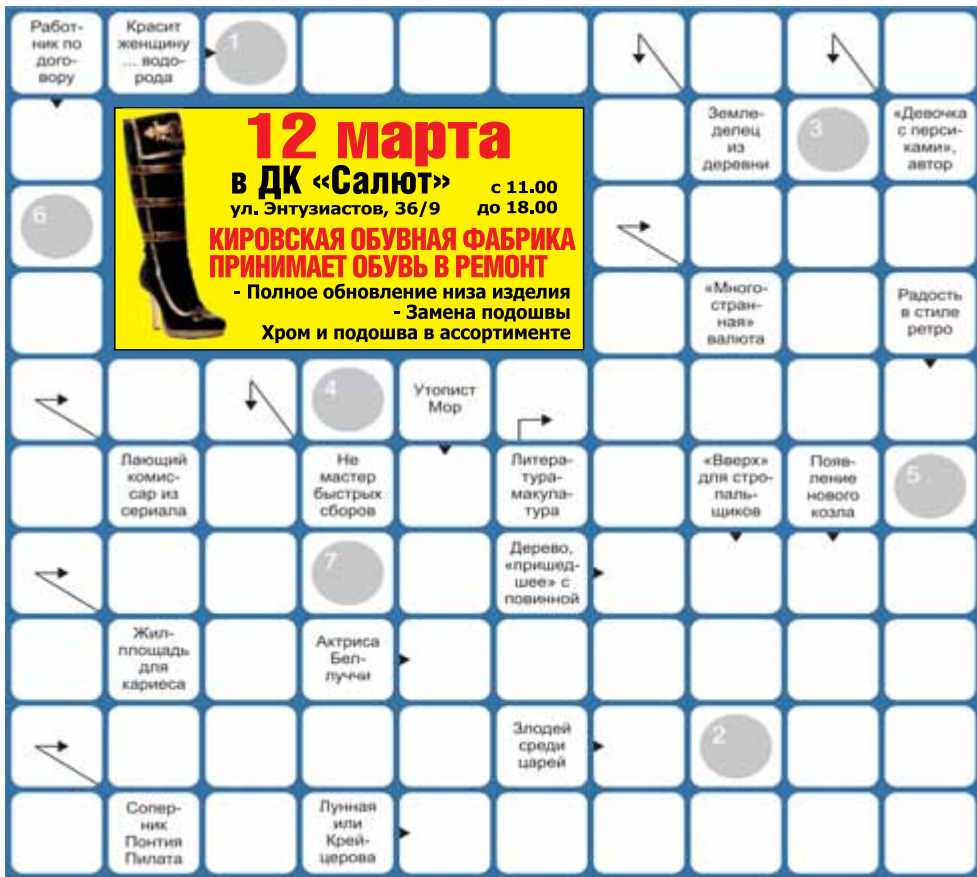 Работ-
ник по
дого-
вору
Красит
женщину
... водо-
рода
1
12 марта
в ДК «Салют»
с 11.00
ул. Энтузиастов, 36/9
до 18.00
КИРОВСКАЯ ОБУВНАЯ ФАБРИКА
ПРИНИМАЕТ ОБУВЬ В РЕМОНТ
- Полное обновление низа изделия
- Замена подошвы
Хром и подошва в ассортименте
Земле-
делец
из
деревни
3
«Девочка
с перси-
ками»,
автор
6
«Много-
стран-
ная»
валюта
Радость
в стиле
ретро
4
Утопист
Мор
Лающий
комис-
сар из
сериала
Не
мастер
быстрых
сборов
Литера-
тура-
макула-
тура
«Вверх»
для стро-
паль-
щиков
Появ-
ление
нового
козла
5
7
Дерево,
«пришед-
шее» с
повинной
Жил-
площадь
для
кариеса
Актриса
Бел-
луччи
Злодей
среди
царей
2
Сопер-
ник
Понтия
Пилата
Лунная
или
Крей-
церова